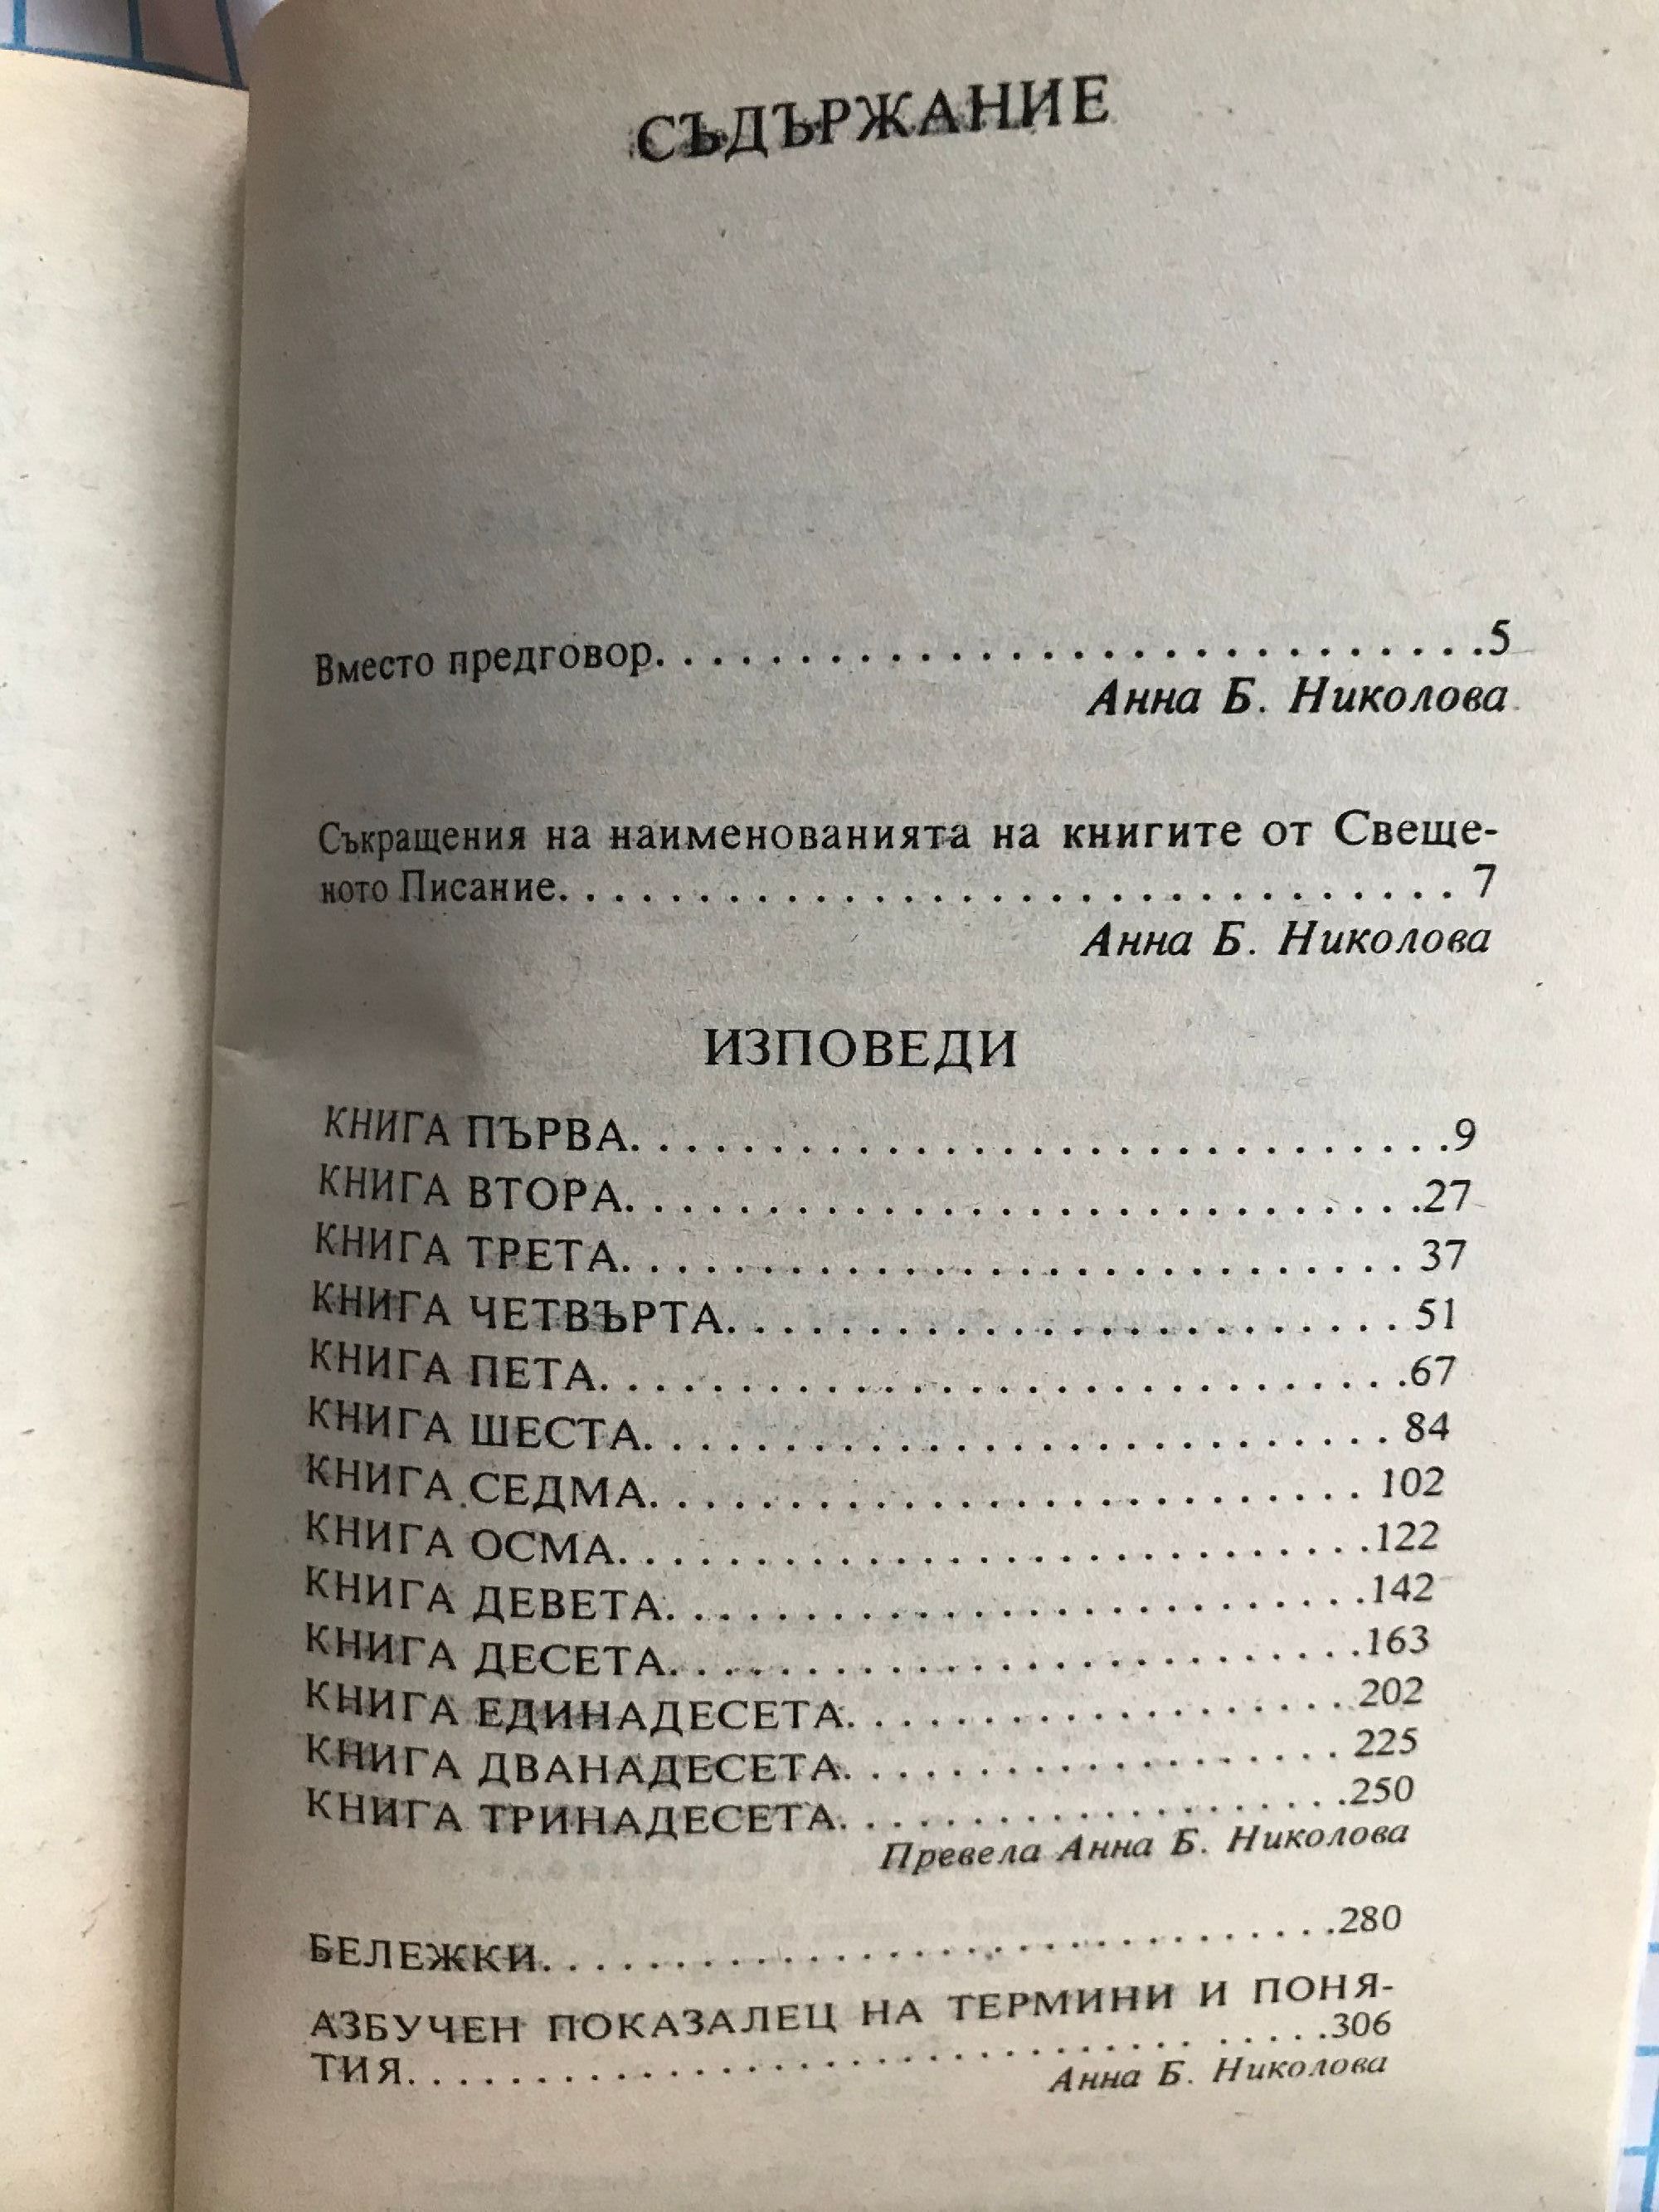 СЪДЪРЖАНИЕ
Вместо предговор. . . . . . . . . . . . . . . . . . . . . . . . . . . . . .5
Анна Б. Николова
Съкращения на наименованията на книгите от Свеще-
ното Писание. . . . . . . . . . . . . . . . . . . . . . . . . . . . . . . . . 7
Анна Б. Николова
ИЗПОВЕДИ
КНИГА ПЪРВА. . . . . . . . . . . . . . . . . . . . . . . . . . . . . .9
КНИГА ВТОРА. . . . . . . . . . . . . . . . . . . . . . . . . . . . .27
КНИГА ТРЕТА. . . . . . . . . . . . . . . . . . . . . . . . . . . . . 37
КНИГА ЧЕТВЪРТА. . . . . . . . . . . . . . . . . . . . . . . . . 51
КНИГА ПЕТА. . . . . . . . . . . . . . . . . . . . . . . . . . . . . .67
КНИГА ШЕСТА. . . . . . . . . . . . . . . . . . . . . . . . . . . . 84
КНИГА СЕДМА. . . . . . . . . . . . . . . . . . . . . . . . . . . 102
КНИГА ОСМА. . . . . . . . . . . . . . . . . . . . . . . . . . . . .122
КНИГА ДЕВЕТА. . . . . . . . . . . . . . . . . . . . . . . . . . .142
КНИГА ДЕСЕТА. . . . . . . . . . . . . . . . . . . . . . . . . . .163
КНИГА ЕДИНАДЕСЕТА. . . . . . . . . . . . . . . . . . . . 202
КНИГА ДВАНАДЕСЕТА. . . . . . . . . . . . . . . . . . . . 225
КНИГА ТРИНАДЕСЕТА. . . . . . . . . . . . . . . . . . . .250
Превела Анна Б. Николова
БЕЛЕЖКИ. . . . . . . . . . . . . . . . . . . . . . . . . . . . . . .280
АЗБУЧЕН ПОКАЗАЛЕЦ НА ТЕРМИНИ И ПОНЯ-
ТИЯ. . . . . . . . . . . . . . . . . . . . . . . . . . . . . . . . . . . .306
Анна Б. Николова